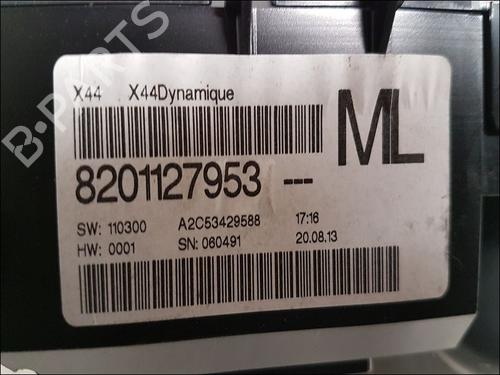 B-PARTS
X44 X44Dynamique
ML
8201127953 ---
SW: 110300 A2C53429588 17:16
HW: 0001 SN: 060491 20.08.13